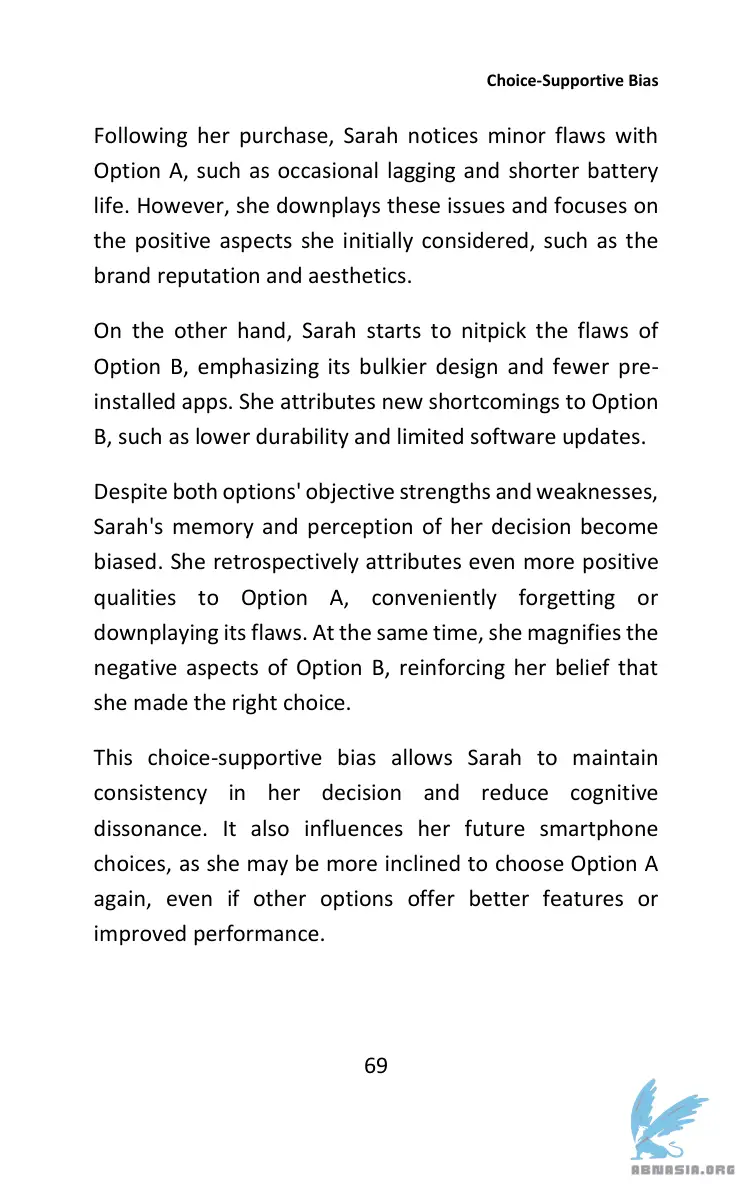 Choice-Supportive Bias
Following her purchase, Sarah notices minor flaws with
Option A, such as occasional lagging and shorter battery
life. However, she downplays these issues and focuses on
the positive aspects she initially considered, such as the
brand reputation and aesthetics.
On the other hand, Sarah starts to nitpick the flaws of
Option B, emphasizing its bulkier design and fewer pre-
installed apps. She attributes new shortcomings to Option
B, such as lower durability and limited software updates.
Despite both options' objective strengths and weaknesses,
Sarah's memory and perception of her decision become
biased. She retrospectively attributes even more positive
qualities to Option A, conveniently forgetting or
downplaying its flaws. At the same time, she magnifies the
negative aspects of Option B, reinforcing her belief that
she made the right choice.
This choice-supportive bias allows Sarah to maintain
consistency in her decision and reduce cognitive
dissonance. It also influences her future smartphone
choices, as she may be more inclined to choose Option A
again, even if other options offer better features or
improved performance.
69
ABNASIA.ORG